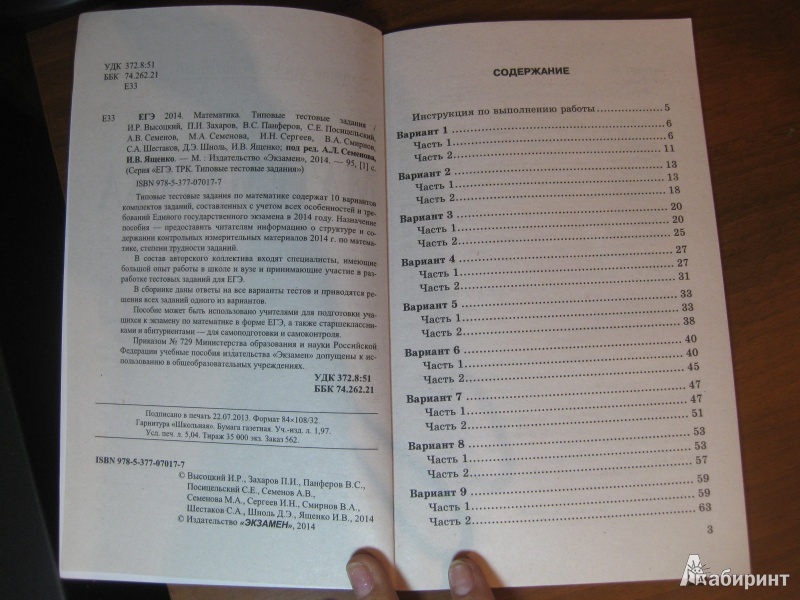 УДК 372.8:51
ББК 74.262.21
Е33
Е33 ЕГЭ 2014. Математика. Типовые тестовые задания /
И.Р. Высоцкий, П.И. Захаров, В.С. Панферов, С.Е. Посицельский,
А.В. Семенов, М.А. Семенова, И.Н. Сергеев, В.А. Смирнов,
С.А. Шестаков, Д.Э. Шноль, И.В. Ященко; под ред. А.Л. Семенова,
И.В. Ященко. — М. : Издательство «Экзамен», 2014. — 95, [1] с.
(Серия «ЕГЭ. ТРК. Типовые тестовые задания»)
ISBN 978-5-377-07017-7
Типовые тестовые задания по математике содержат 10 вариантов
комплектов заданий, составленных с учетом всех особенностей и тре-
бований Единого государственного экзамена в 2014 году. Назначение
пособия — предоставить читателям информацию о структуре и со-
держании контрольных измерительных материалов 2014 г. по матема-
тике, степени трудности заданий.
В состав авторского коллектива входят специалисты, имеющие
большой опыт работы в школе и вузе и принимающие участие в раз-
работке тестовых заданий для ЕГЭ.
В сборнике даны ответы на все варианты тестов и приводятся ре-
шения всех заданий одного из вариантов.
Пособие может быть использовано учителями для подготовки уча-
щихся к экзамену по математике в форме ЕГЭ, а также старшеклассни-
ками и абитуриентами — для самоподготовки и самоконтроля.
Приказом № 729 Министерства образования и науки Российской
Федерации учебные пособия издательства «Экзамен» допущены к ис-
пользованию в общеобразовательных учреждениях.
УДК 372.8:51
ББК 74.262.21
Подписано в печать 22.07.2013. Формат 84×108/32.
Гарнитура «Школьная». Бумага газетная. Уч.-изд. л. 1,97.
Усл. печ. л. 5,04. Тираж 35 000 экз. Заказ 562.
ISBN 978-5-377-07017-7
© Высоцкий И.Р., Захаров П.И., Панферов В.С.,
Посицельский С.Е., Семенов А.В.,
Семенова М.А., Сергеев И.Н., Смирнов В.А.,
Шестаков С.А., Шноль Д.Э., Ященко И.В., 2014
© Издательство «ЭКЗАМЕН», 2014
СОДЕРЖАНИЕ
Инструкция по выполнению работы 5
Вариант 1 6
Часть 1 6
Часть 2 11
Вариант 2 13
Часть 1 13
Часть 2 18
Вариант 3 20
Часть 1 20
Часть 2 25
Вариант 4 27
Часть 1 27
Часть 2 31
Вариант 5 33
Часть 1 33
Часть 2 38
Вариант 6 40
Часть 1 40
Часть 2 45
Вариант 7 47
Часть 1 47
Часть 2 51
Вариант 8 53
Часть 1 53
Часть 2 57
Вариант 9 59
Часть 1 59
Часть 2 63
3
Лабиринт